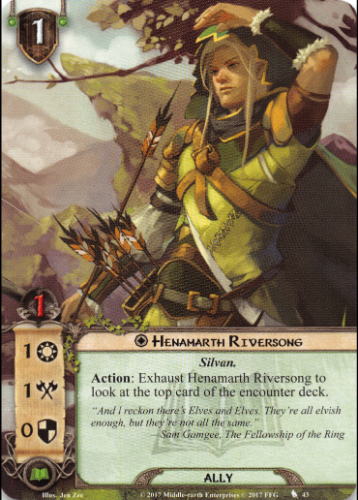 1
1
1
1
0
Henamarth Riversong
Silvan.
Action: Exhaust Henamarth Riversong to
look at the top card of the encounter deck.
"And I reckon there's Elves and Elves. They're all elvish
enough, but they're not all the same."
Sam Gamgee, The Fellowship of the Ring
ALLY
Illus. Jen Zee © 2017 Middle-earth Enterprises © 2017 FFG 43